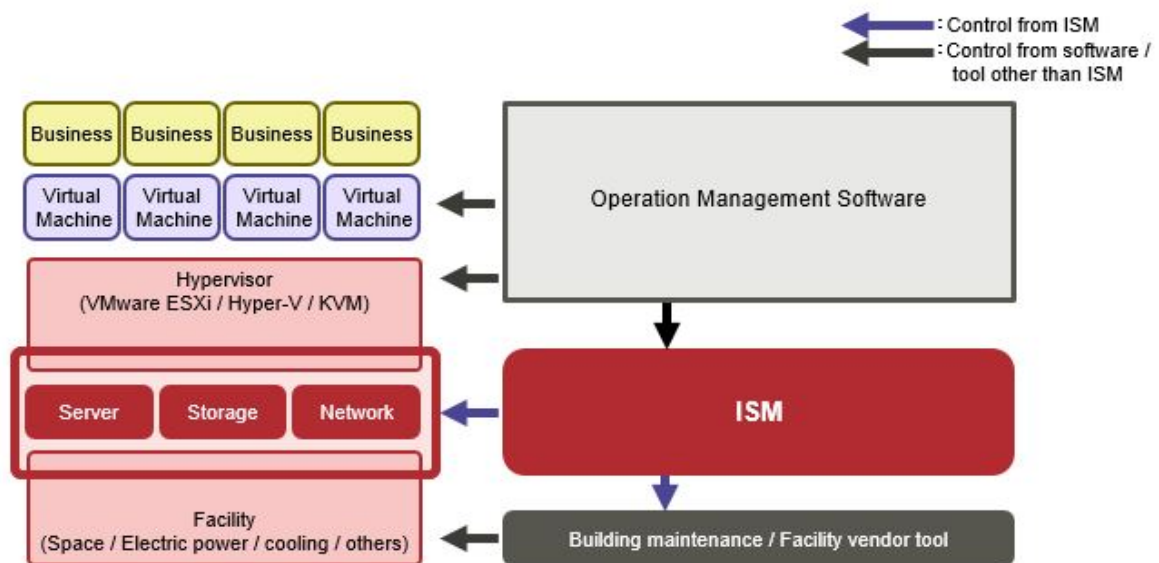 : Control from ISM
: Control from software /
tool other than ISM
Business Business Business Business
Virtual Machine Virtual Machine Virtual Machine Virtual Machine
Operation Management Software
Hypervisor
(VMware ESXi / Hyper-V / KVM)
Server Storage Network
ISM
Facility
(Space / Electric power / cooling / others)
Building maintenance / Facility vendor tool